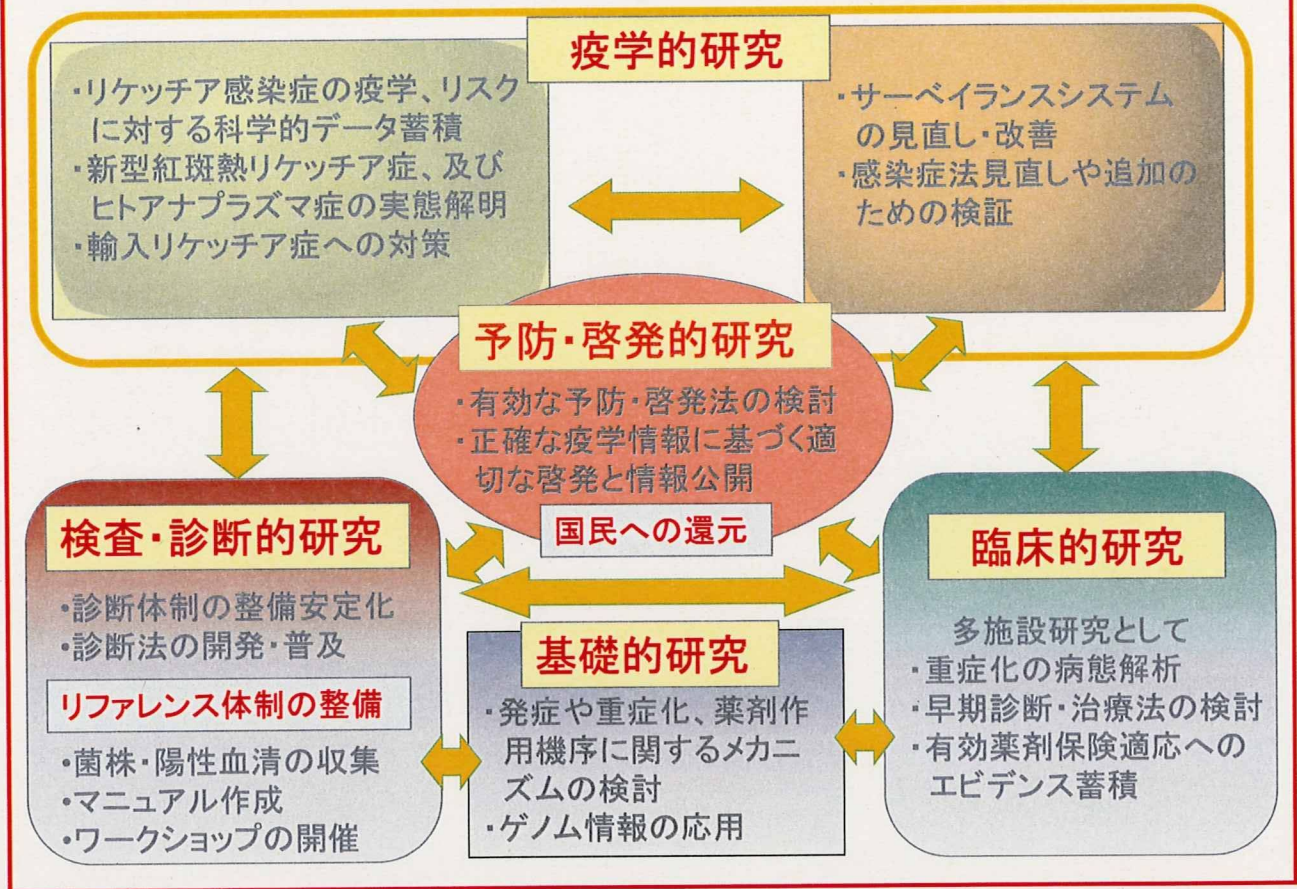 疫学的研究
・リケッチア感染症の疫学、リスク
に対する科学的データ蓄積
・新型紅斑熱リケッチア症、及び
ヒトアナプラズマ症の実態解明
・輸入リケッチア症への対策
・サーベイランスシステム
の見直し・改善
・感染症法見直しや追加の
ための検証
予防・啓発的研究
・有効な予防・啓発法の検討
・正確な疫学情報に基づく適
切な啓発と情報公開
国民への還元
検査・診断的研究
・診断体制の整備安定化
・診断法の開発・普及
リファレンス体制の整備
・菌株・陽性血清の収集
・マニュアル作成
・ワークショップの開催
基礎的研究
・発症や重症化、薬剤作
用機序に関するメカニ
ズムの検討
・ゲノム情報の応用
臨床的研究
多施設研究として
・重症化の病態解析
・早期診断・治療法の検討
・有効薬剤保険適応への
エビデンス蓄積